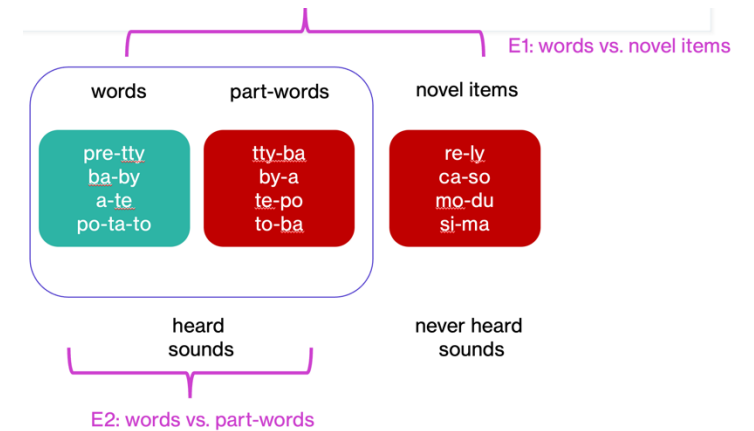 E1: words vs. novel items
words
part-words
novel items
pre-tty
ba-by
a-te
po-ta-to
tty-ba
by-a
te-po
to-ba
re-ly
ca-so
mo-du
si-ma
heard
sounds
never heard
sounds
E2: words vs. part-words